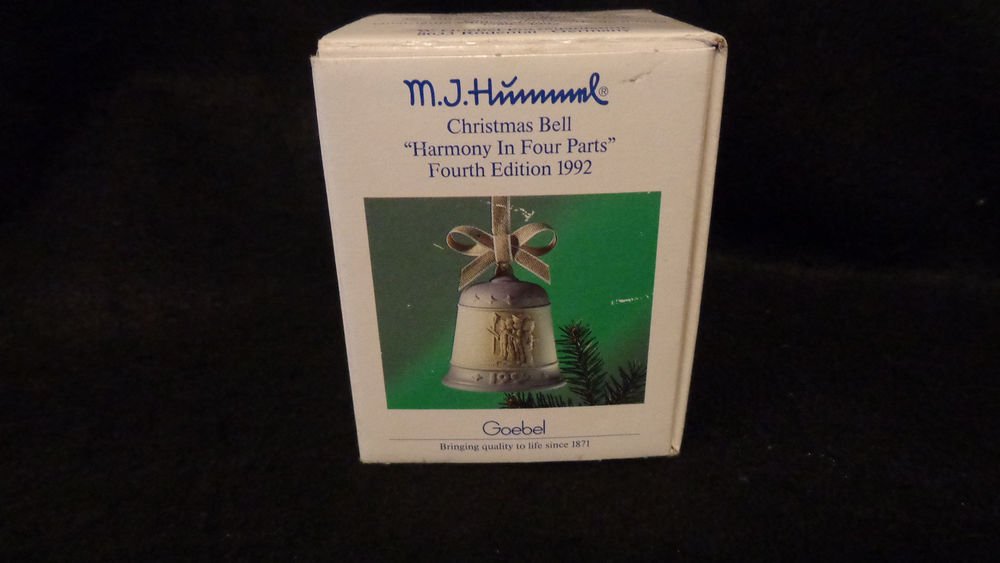 M.J.Hummel®
Christmas Bell
"Harmony In Four Parts"
Fourth Edition 1992
Goebel
Bringing quality to life since 1871